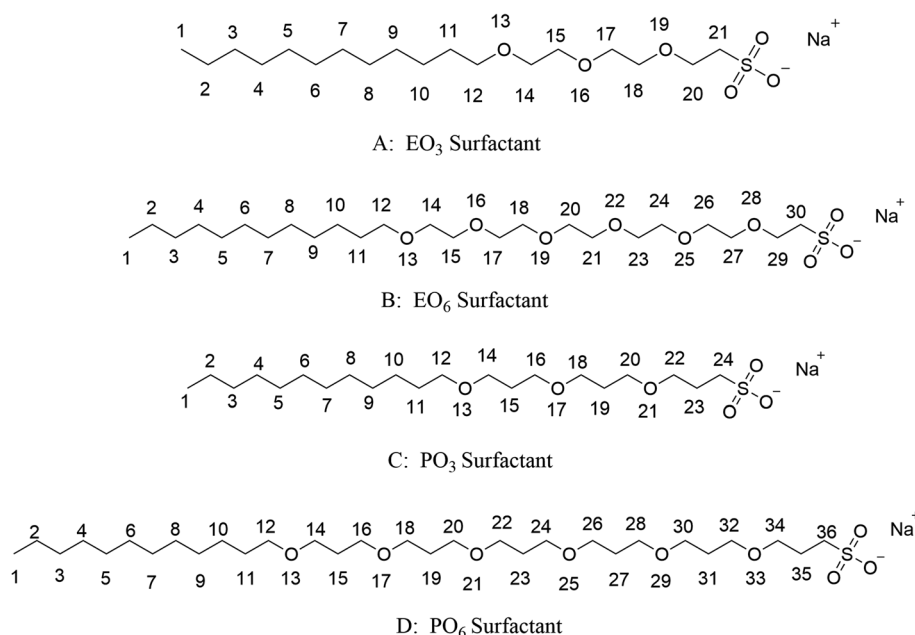 1 3 5 7 9 11 O 13 15 17 O 19 21 O S O O⁻ Na⁺
2 4 6 8 10 12 14 O 16 18 20
A: EO₃ Surfactant
2 4 6 8 10 12 14 16 18 20 22 24 26 28 30 O Na⁺
1 3 5 7 9 11 O 13 15 O 17 O 19 21 O 23 O 25 27 O 29 S O O⁻
B: EO₆ Surfactant
2 4 6 8 10 12 14 16 18 20 22 24 O Na⁺
1 3 5 7 9 11 O 13 15 O 17 19 O 21 23 S O O⁻
C: PO₃ Surfactant
2 4 6 8 10 12 14 16 18 20 22 24 26 28 30 32 34 36 O Na⁺
1 3 5 7 9 11 O 13 15 O 17 19 O 21 23 O 25 27 O 29 31 O 33 35 S O O⁻
D: PO₆ Surfactant